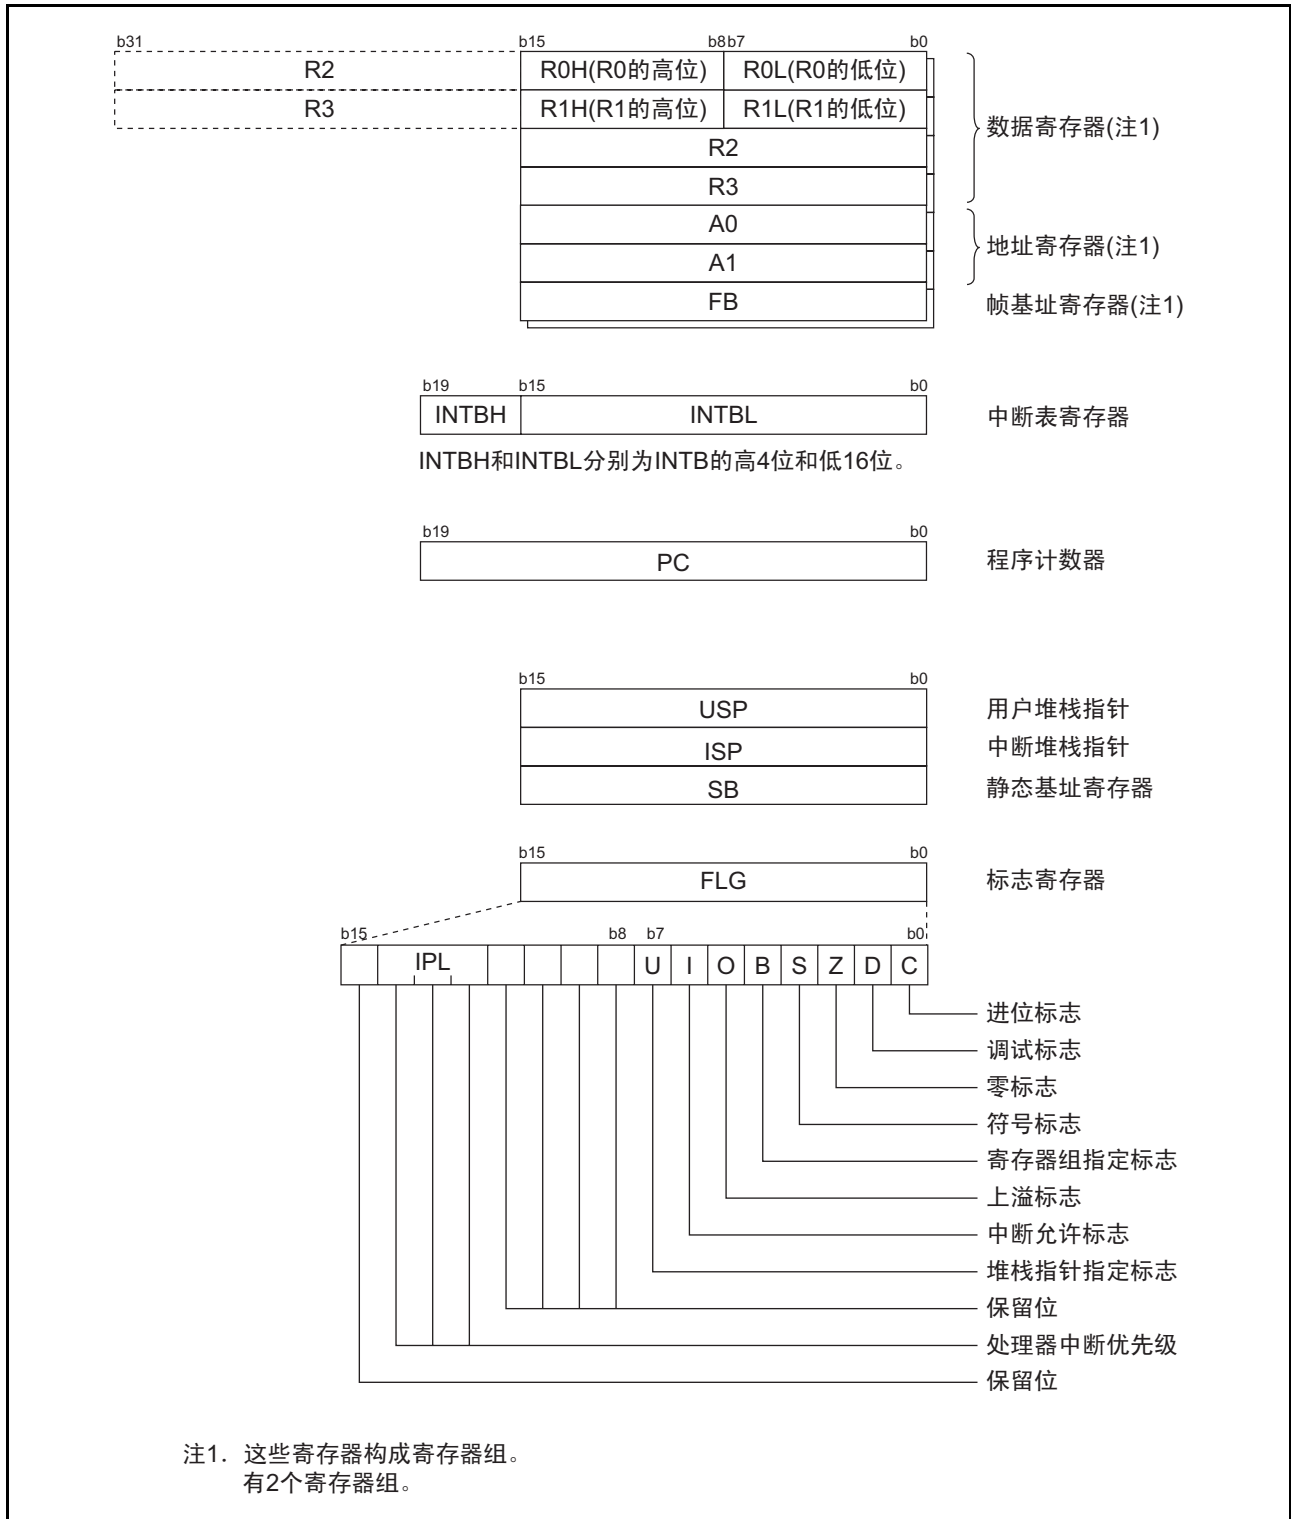 b31 b15 b8 b7 b0
R2 R0H(R0的高位) R0L(R0的低位)
R3 R1H(R1的高位) R1L(R1的低位)
数据寄存器(注1)
R2
R3
A0
地址寄存器(注1)
A1
FB 帧基址寄存器(注1)
b19 b15 b0
INTBH INTBL 中断表寄存器
INTBH和INTBL分别为INTB的高4位和低16位。
b19 b0
PC 程序计数器
b15 b0
USP 用户堆栈指针
ISP 中断堆栈指针
SB 静态基址寄存器
b15 b0
FLG 标志寄存器
b15 b8 b7 b0
IPL U I O B S Z D C
进位标志
调试标志
零标志
符号标志
寄存器组指定标志
上溢标志
中断允许标志
堆栈指针指定标志
保留位
处理器中断优先级
保留位
注1. 这些寄存器构成寄存器组。
有2个寄存器组。